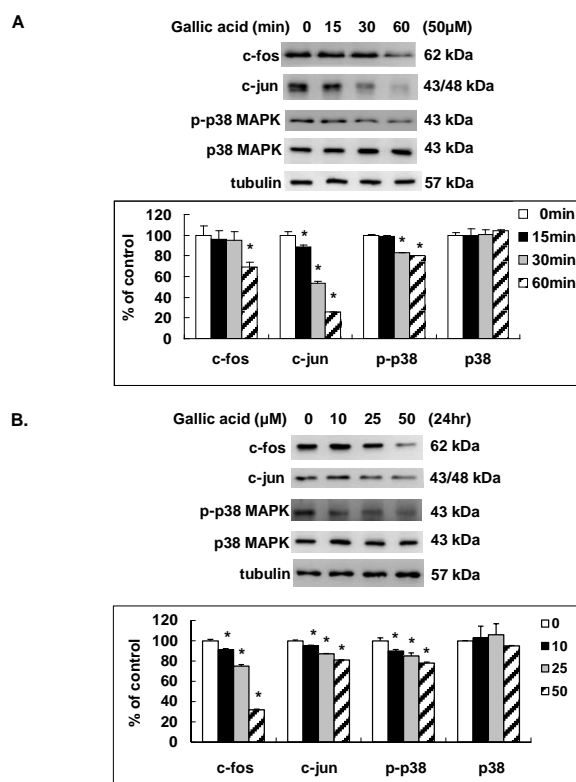 A
Gallic acid (min) 0 15 30 60 (50µM)
c-fos 62 kDa
c-jun 43/48 kDa
p-p38 MAPK 43 kDa
p38 MAPK 43 kDa
tubulin 57 kDa
120
100
80
60
40
20
0
% of control
* * * * * *
c-fos c-jun p-p38 p38
0min
15min
30min
60min
B.
Gallic acid (µM) 0 10 25 50 (24hr)
c-fos 62 kDa
c-jun 43/48 kDa
p-p38 MAPK 43 kDa
p38 MAPK 43 kDa
tubulin 57 kDa
120
100
80
60
40
20
0
% of control
* * * * * * * * *
c-fos c-jun p-p38 p38
0
10
25
50